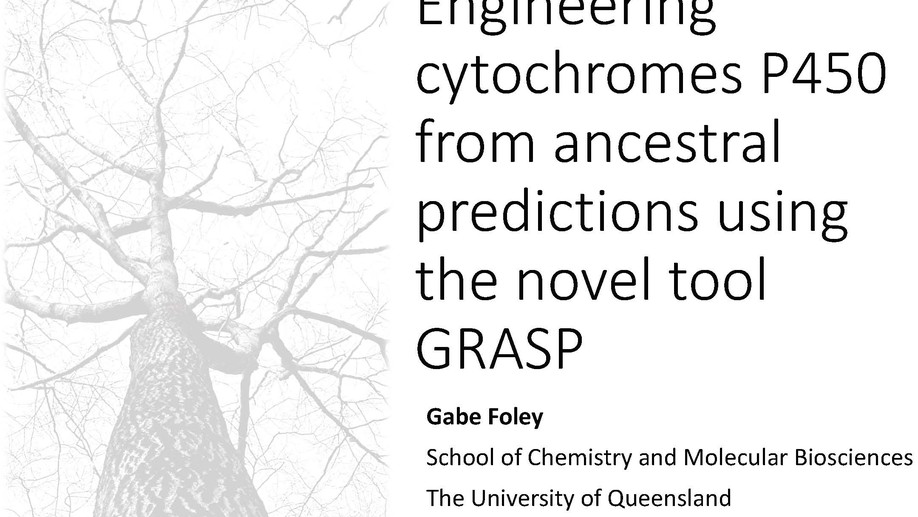 Engineering
cytochromes P450
from ancestral
predictions using
the novel tool
GRASP
Gabe Foley
School of Chemistry and Molecular Biosciences
The University of Queensland